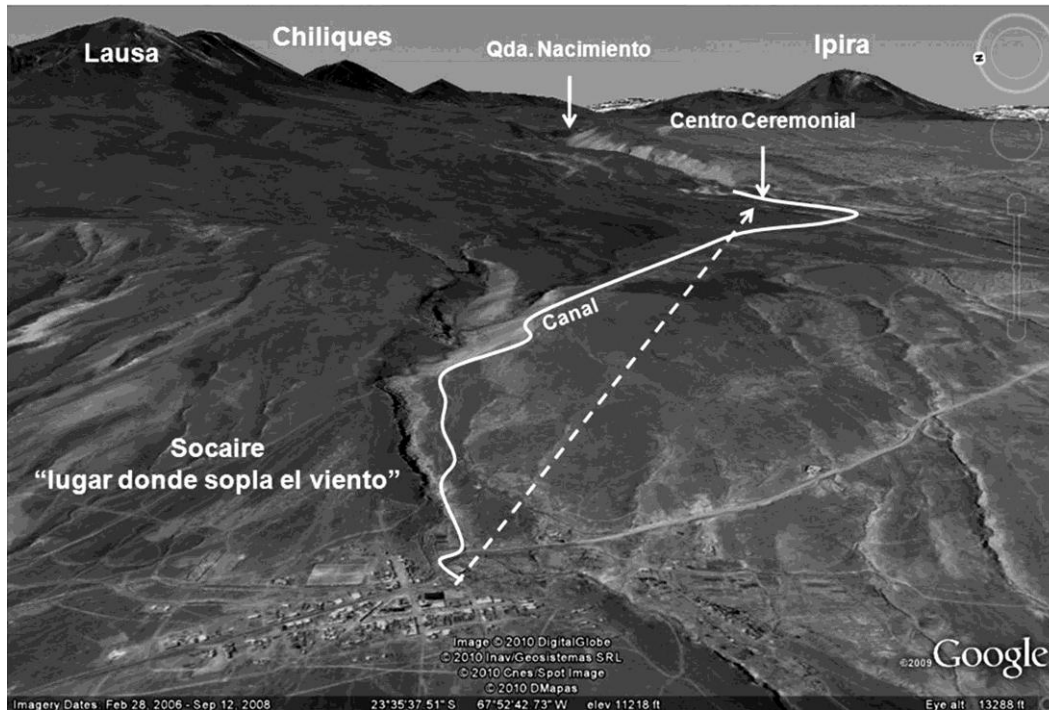 Lausa
Chiliques
Qda. Nacimiento
Ipira
N
Centro Ceremonial
Canal
Socaire
“lugar donde sopla el viento”
Image © 2010 DigitalGlobe
© 2010 Inav/Geosistemas SRL
© 2010 Cnes/Spot Image
© 2010 DMapas
©2009 Google
Imagery Dates: Feb 28, 2006 - Sep 12, 2008 23°35'37.51" S 67°52'42.73" W elev 11218 ft Eye alt 13288 ft